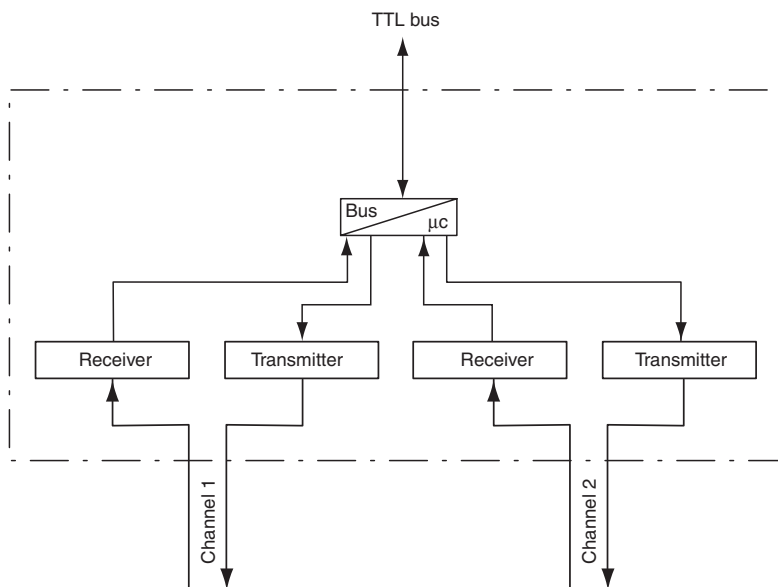 TTL bus
Bus
μc
Receiver
Transmitter
Receiver
Transmitter
Channel 1
Channel 2